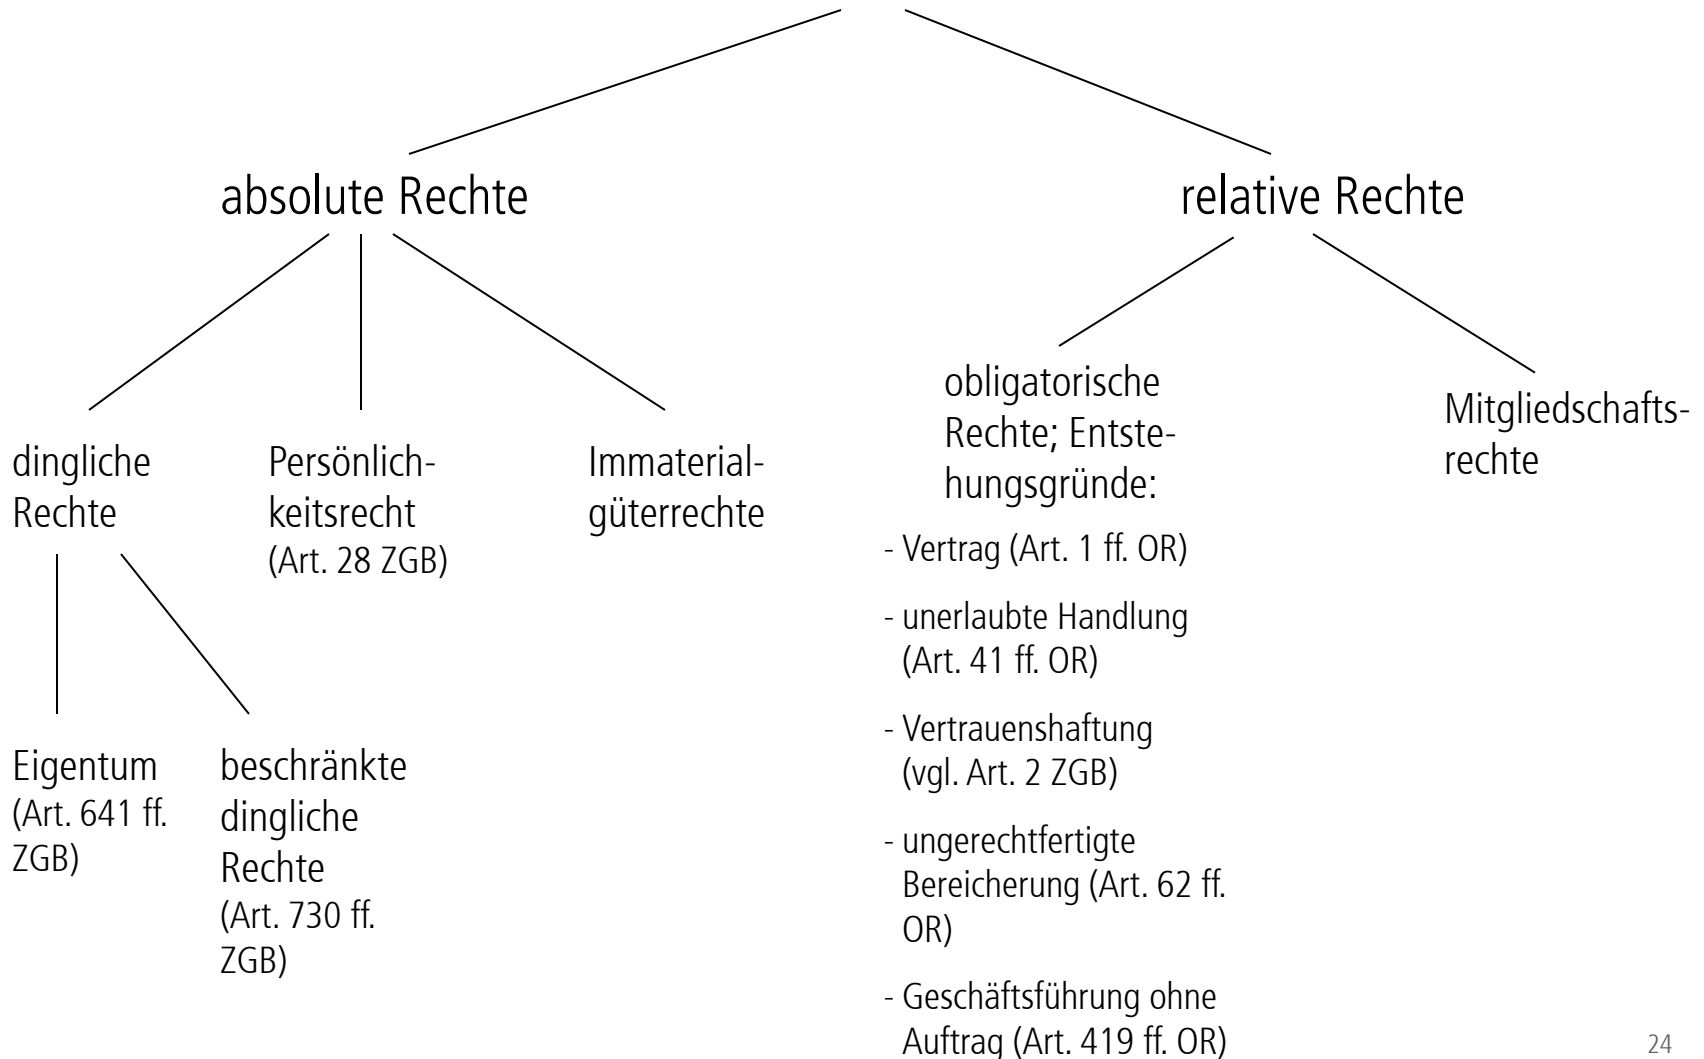 absolute Rechte
relative Rechte
dingliche
Rechte
Persönlich-
keitsrecht
(Art. 28 ZGB)
Immaterial-
güterrechte
obligatorische
Rechte; Entste-
hungsgründe:
Mitgliedschafts-
rechte
- Vertrag (Art. 1 ff. OR)
- unerlaubte Handlung
(Art. 41 ff. OR)
- Vertrauenshaftung
(vgl. Art. 2 ZGB)
- ungerechtfertigte
Bereicherung (Art. 62 ff.
OR)
- Geschäftsführung ohne
Auftrag (Art. 419 ff. OR)
Eigentum
(Art. 641 ff.
ZGB)
beschränkte
dingliche
Rechte
(Art. 730 ff.
ZGB)
24